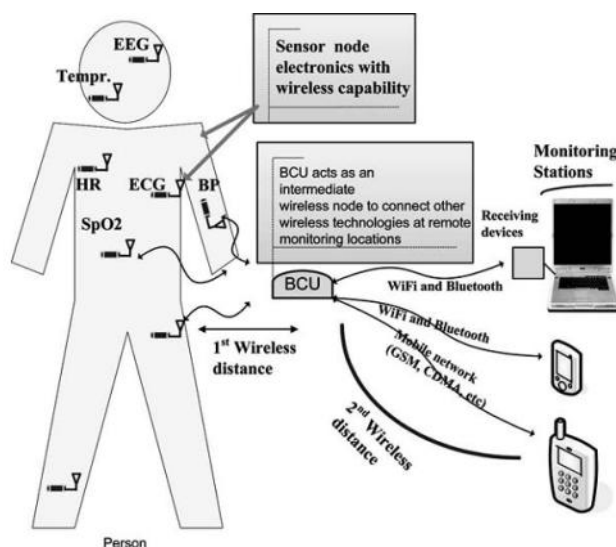 EEG
Tempr.
HR
ECG
BP
SpO2
Sensor node
electronics with
wireless capability
BCU acts as an
intermediate
wireless node to connect other
wireless technologies at remote
monitoring locations
Monitoring
Stations
Receiving
devices
BCU
WiFi and Bluetooth
WiFi and Bluetooth
Mobile network
(GSM, CDMA, etc)
1st Wireless
distance
2nd Wireless
distance
Person